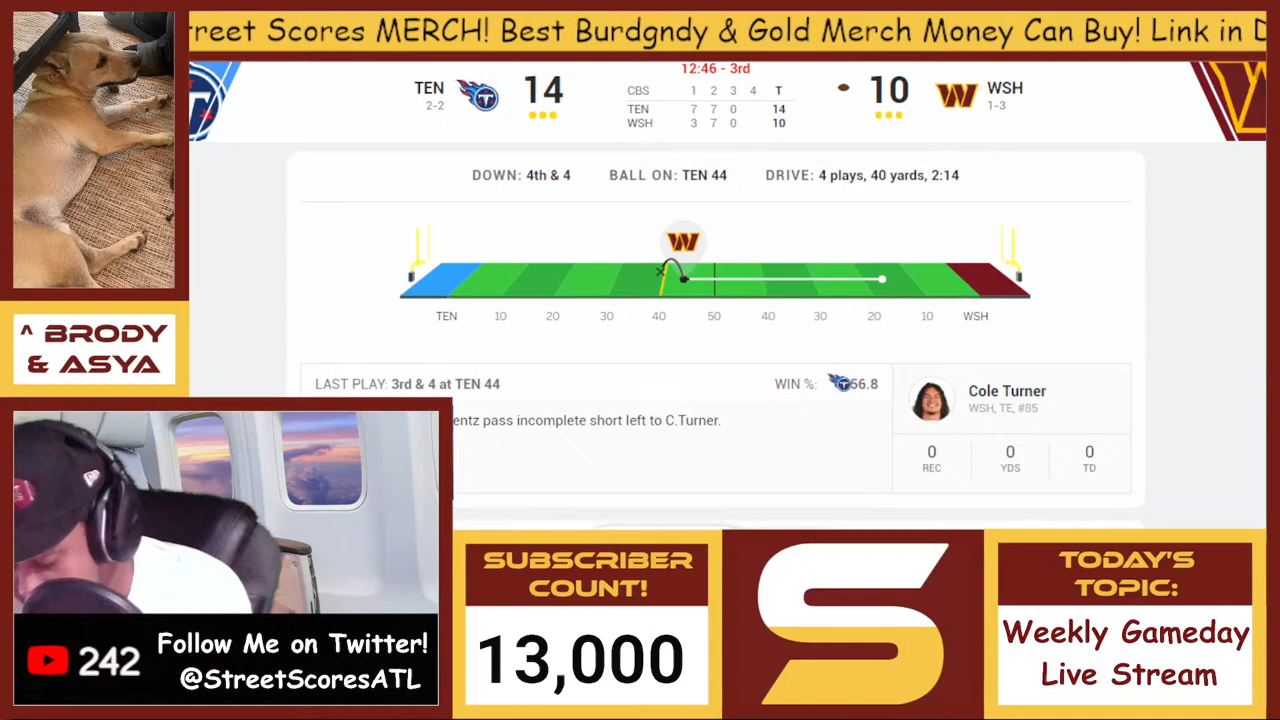 treet Scores MERCH! Best Burdgndy & Gold Merch Money Can Buy! Link in D
TEN
2-2
14
12:46 - 3rd
CBS 1 2 3 4 T
TEN 7 7 0 14
WSH 3 7 0 10
10
WSH
1-3
DOWN: 4th & 4 BALL ON: TEN 44 DRIVE: 4 plays, 40 yards, 2:14
TEN 10 20 30 40 50 40 30 20 10 WSH
LAST PLAY: 3rd & 4 at TEN 44 WIN %: 56.8
entz pass incomplete short left to C.Turner.
Cole Turner
WSH, TE, #85
0 0 0
REC YDS TD
^ BRODY
& ASYA
242
Follow Me on Twitter!
@StreetScoresATL
SUBSCRIBER
COUNT!
13,000
S
TODAY'S
TOPIC:
Weekly Gameday
Live Stream